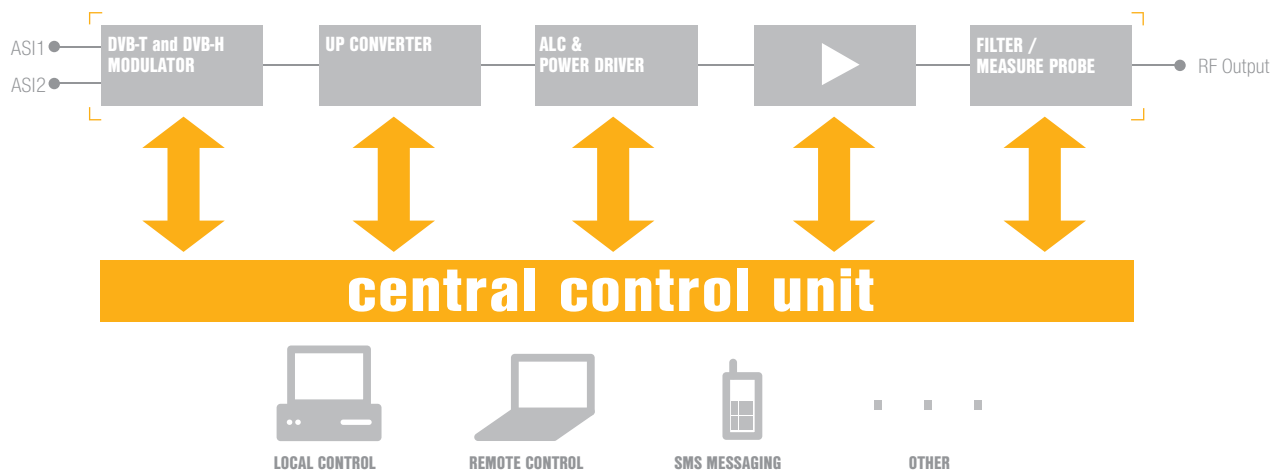 ASI1
ASI2
DVB-T and DVB-H
MODULATOR
UP CONVERTER
ALC &
POWER DRIVER
FILTER /
MEASURE PROBE
RF Output
central control unit
LOCAL CONTROL
REMOTE CONTROL
SMS MESSAGING
OTHER